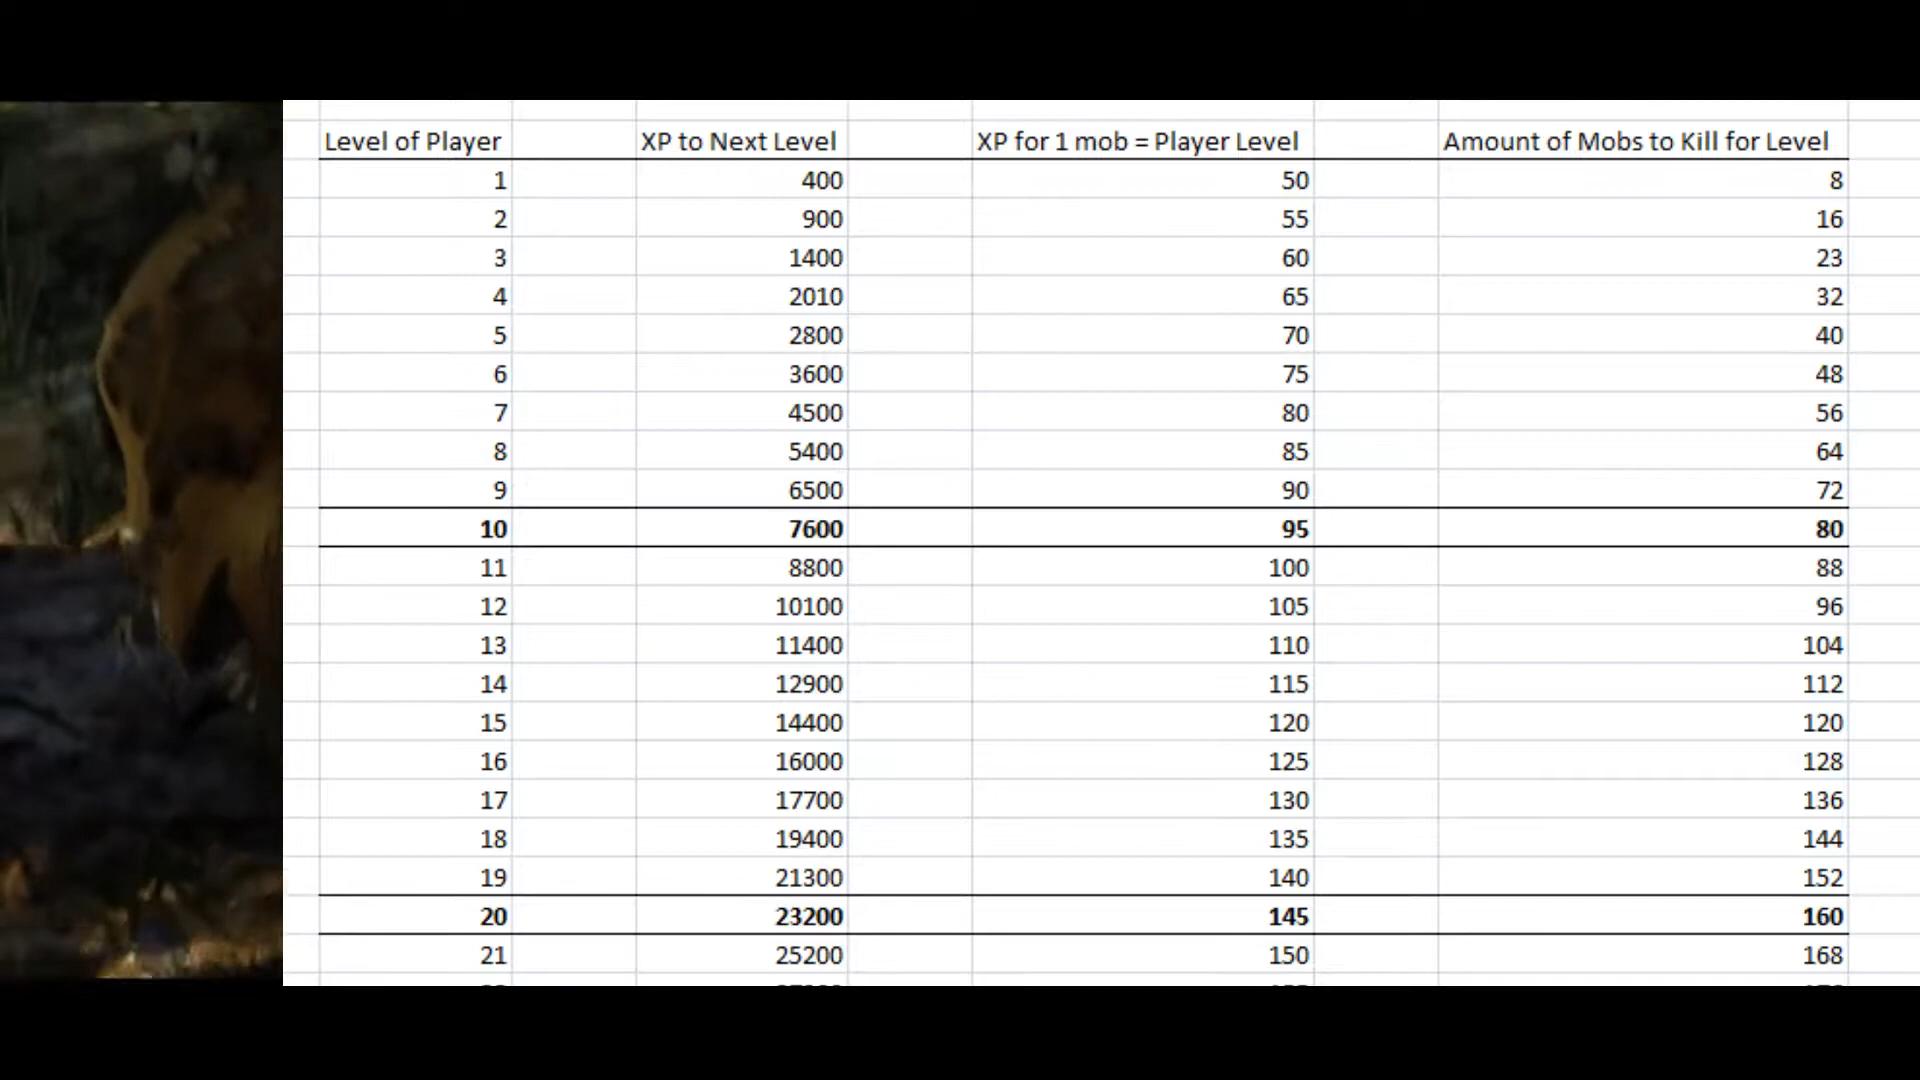 Level of Player XP to Next Level XP for 1 mob = Player Level Amount of Mobs to Kill for Level
1 400 50 8
2 900 55 16
3 1400 60 23
4 2010 65 32
5 2800 70 40
6 3600 75 48
7 4500 80 56
8 5400 85 64
9 6500 90 72
10 7600 95 80
11 8800 100 88
12 10100 105 96
13 11400 110 104
14 12900 115 112
15 14400 120 120
16 16000 125 128
17 17700 130 136
18 19400 135 144
19 21300 140 152
20 23200 145 160
21 25200 150 168